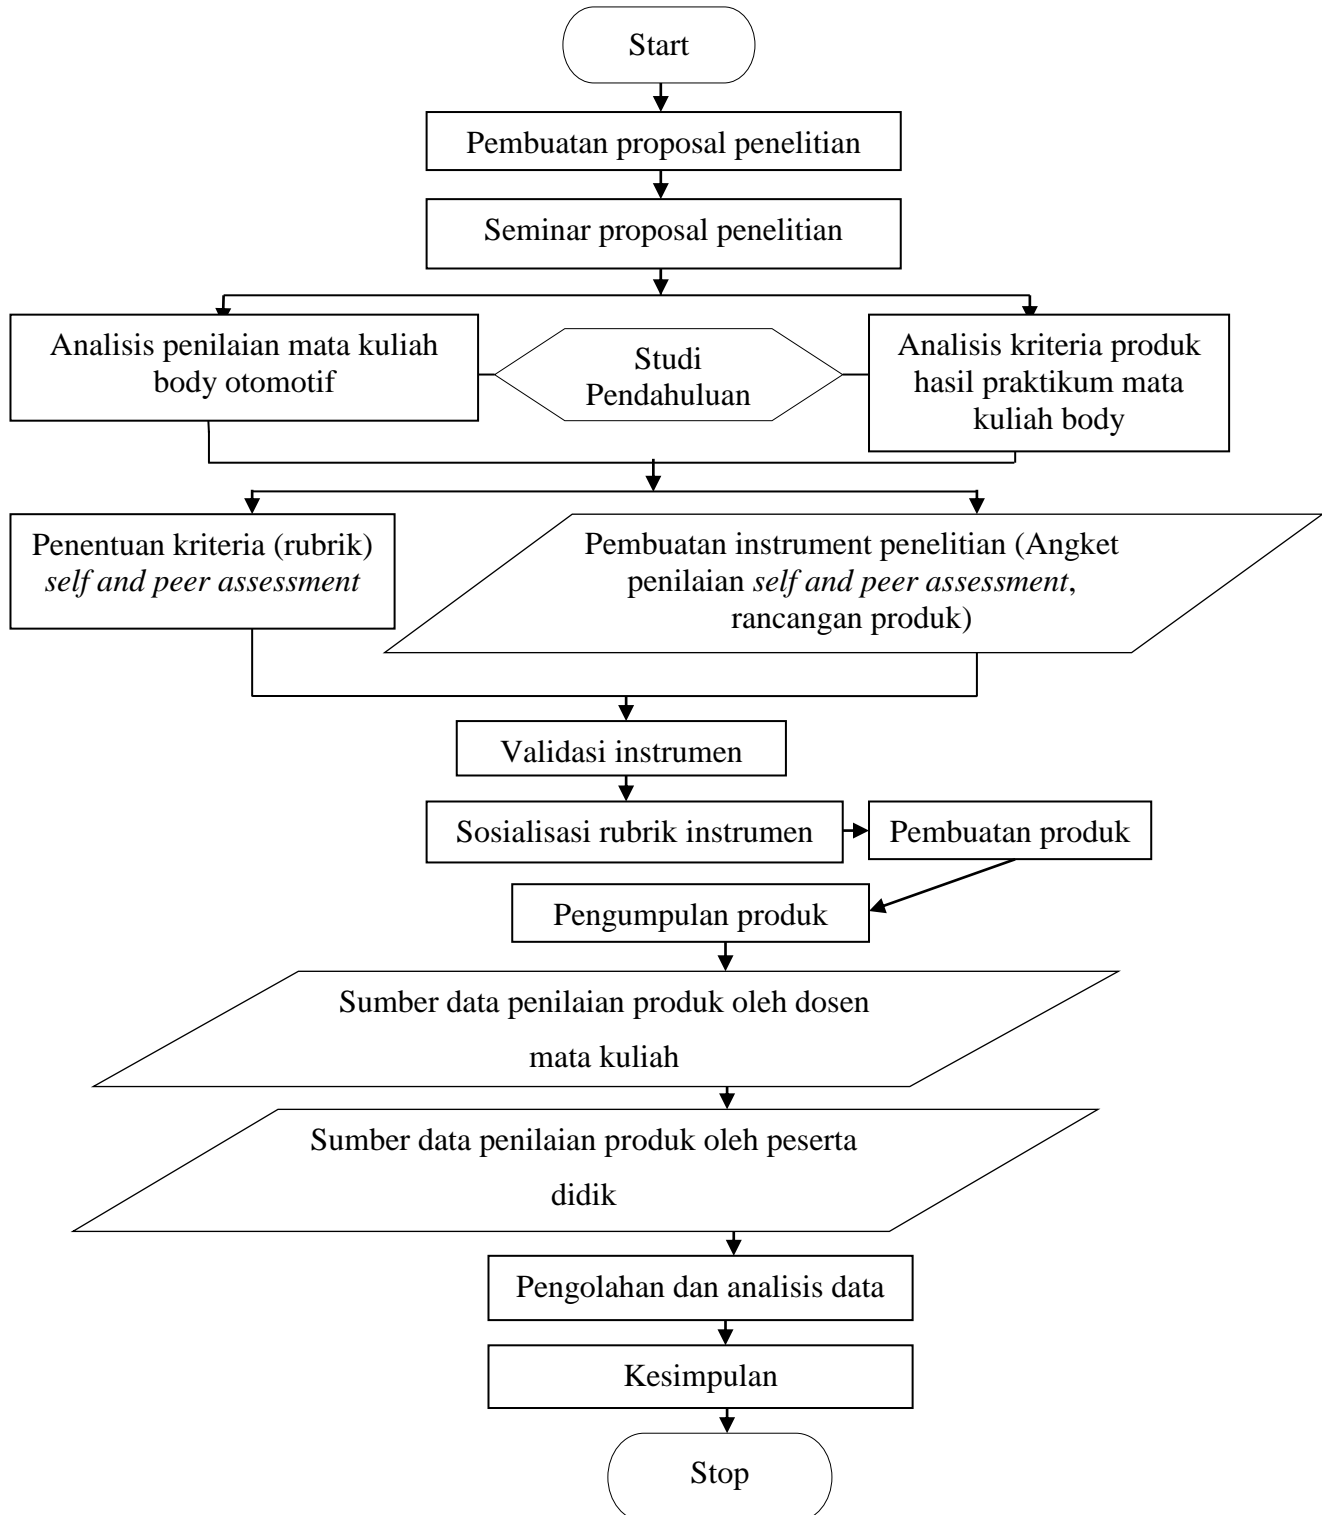 Start
Pembuatan proposal penelitian
Seminar proposal penelitian
Analisis penilaian mata kuliah
body otomotif
Studi
Pendahuluan
Analisis kriteria produk
hasil praktikum mata
kuliah body
Penentuan kriteria (rubrik)
self and peer assessment
Pembuatan instrument penelitian (Angket
penilaian self and peer assessment,
rancangan produk)
Validasi instrumen
Sosialisasi rubrik instrumen
Pembuatan produk
Pengumpulan produk
Sumber data penilaian produk oleh dosen
mata kuliah
Sumber data penilaian produk oleh peserta
didik
Pengolahan dan analisis data
Kesimpulan
Stop